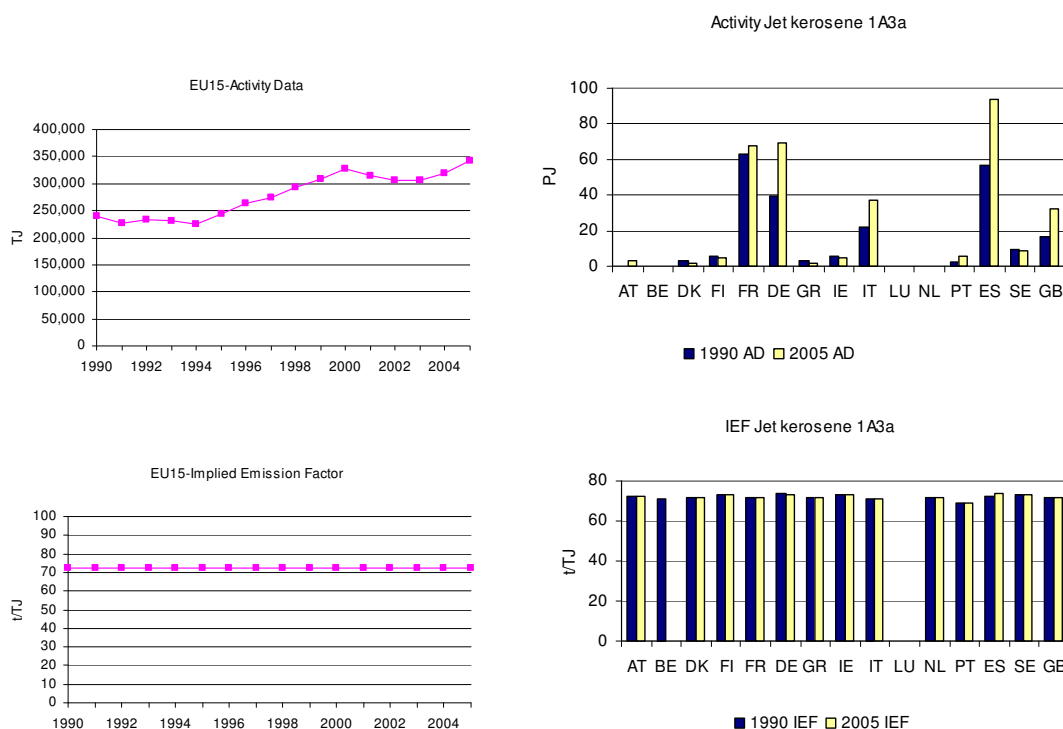 EU15-Activity Data
400,000
350,000
300,000
250,000
200,000
150,000
100,000
50,000
0
TJ
1990 1992 1994 1996 1998 2000 2002 2004
Activity Jet kerosene 1A3a
100
80
60
40
20
0
PJ
AT BE DK FI FR DE GR IE IT LU NL PT ES SE GB
1990 AD 2005 AD
EU15-Implied Emission Factor
100
90
80
70
60
50
40
30
20
10
0
t/TJ
1990 1992 1994 1996 1998 2000 2002 2004
IEF Jet kerosene 1A3a
80
60
40
20
0
t/TJ
AT BE DK FI FR DE GR IE IT LU NL PT ES SE GB
1990 IEF 2005 IEF